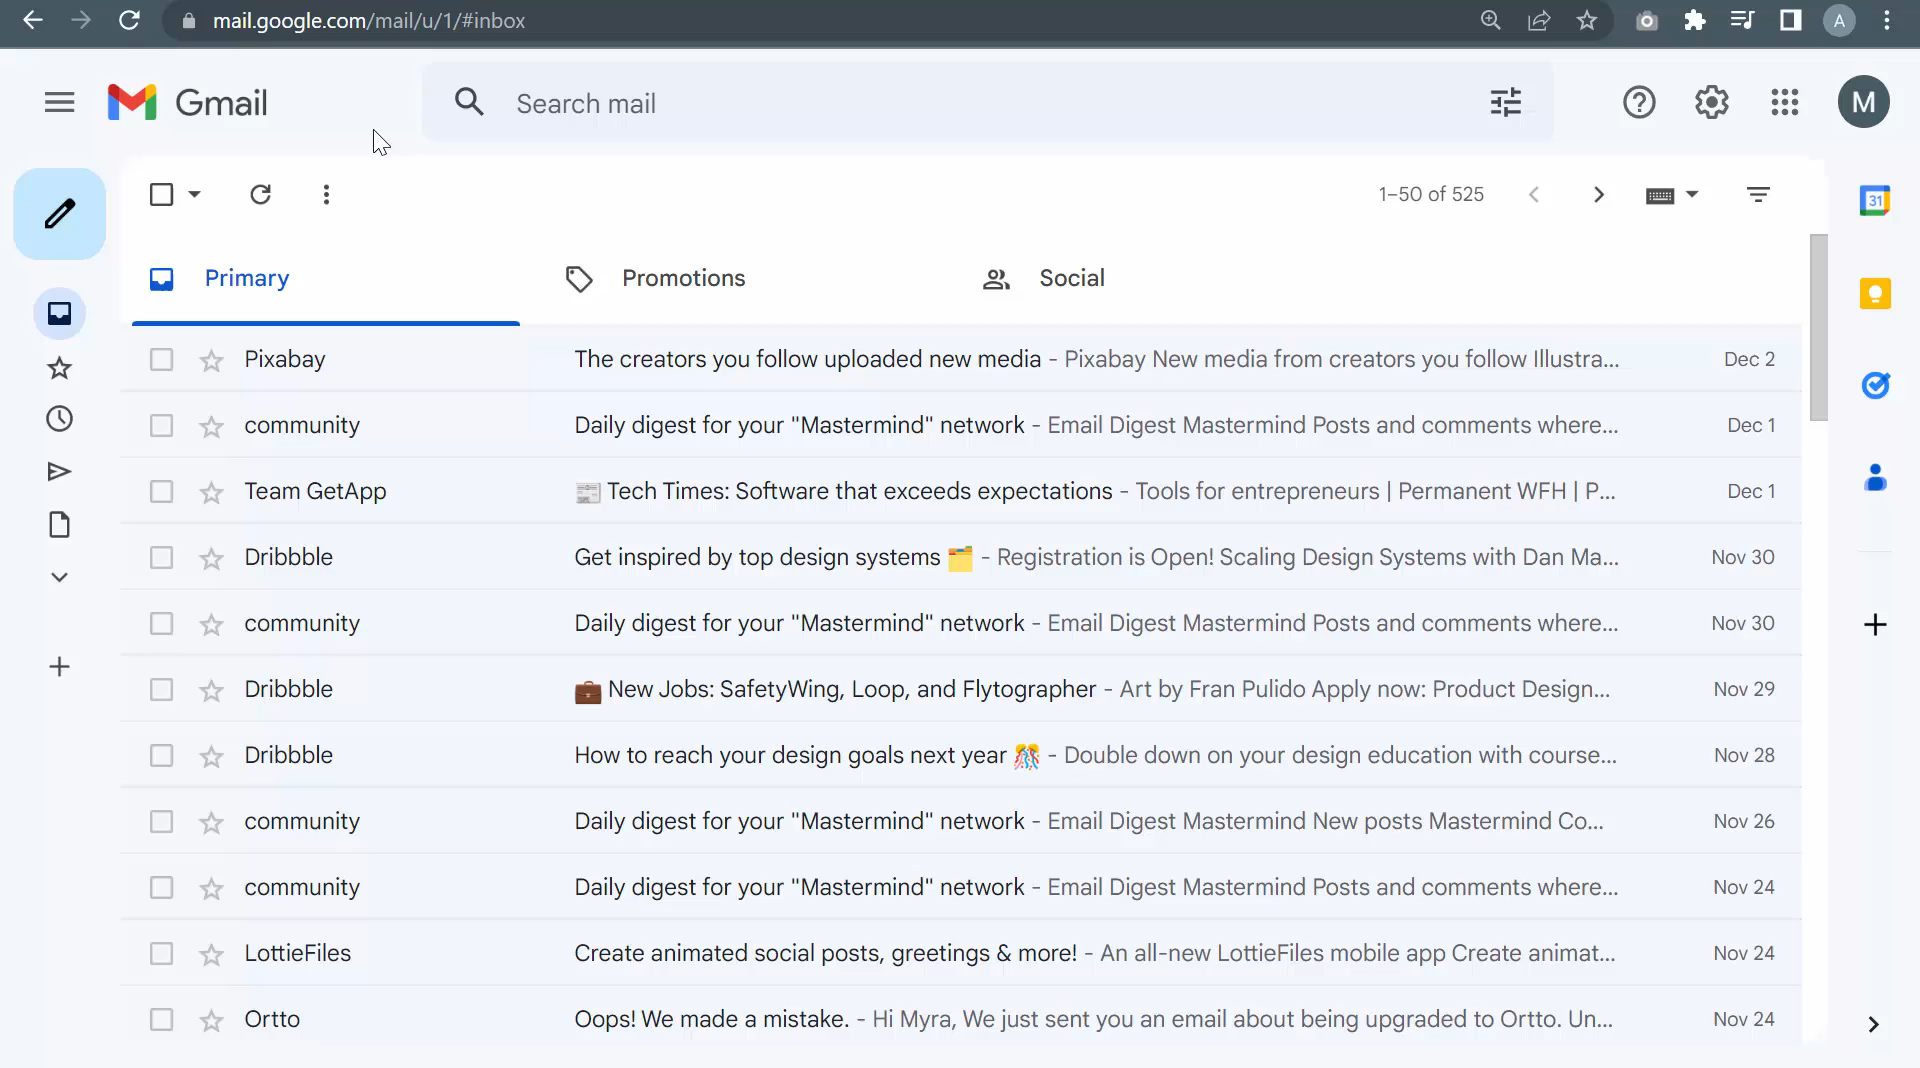 mail.google.com/mail/u/1/#inbox
A
Gmail
Search mail
M
1–50 of 525
31
Primary
Promotions
Social
Pixabay The creators you follow uploaded new media - Pixabay New media from creators you follow Illustra... Dec 2
community Daily digest for your "Mastermind" network - Email Digest Mastermind Posts and comments where... Dec 1
Team GetApp 📰 Tech Times: Software that exceeds expectations - Tools for entrepreneurs | Permanent WFH | P... Dec 1
Dribbble Get inspired by top design systems 🗂️ - Registration is Open! Scaling Design Systems with Dan Ma... Nov 30
community Daily digest for your "Mastermind" network - Email Digest Mastermind Posts and comments where... Nov 30
Dribbble 💼 New Jobs: SafetyWing, Loop, and Flytographer - Art by Fran Pulido Apply now: Product Design... Nov 29
Dribbble How to reach your design goals next year 🎊 - Double down on your design education with course... Nov 28
community Daily digest for your "Mastermind" network - Email Digest Mastermind New posts Mastermind Co... Nov 26
community Daily digest for your "Mastermind" network - Email Digest Mastermind Posts and comments where... Nov 24
LottieFiles Create animated social posts, greetings & more! - An all-new LottieFiles mobile app Create animat... Nov 24
Ortto Oops! We made a mistake. - Hi Myra, We just sent you an email about being upgraded to Ortto. Un... Nov 24